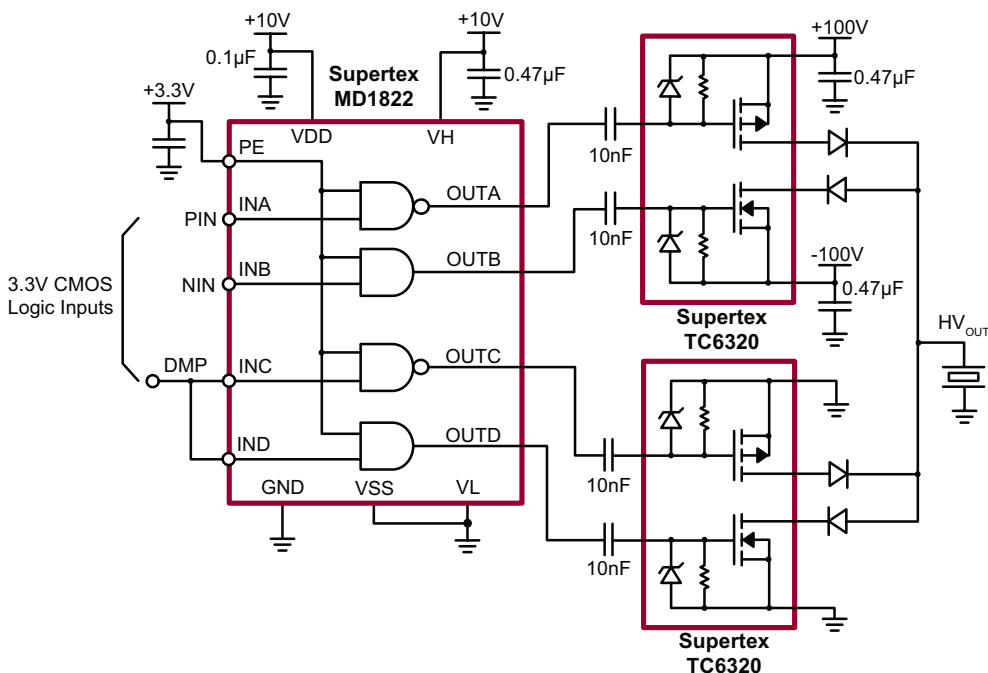 +10V
+10V
+100V
0.1µF
Supertex
MD1822
0.47µF
0.47µF
+3.3V
VDD
VH
PE
10nF
INA
OUTA
PIN
10nF
INB
OUTB
NIN
-100V
0.47µF
3.3V CMOS
Logic Inputs
Supertex
TC6320
HVOUT
DMP
INC
OUTC
IND
OUTD
10nF
GND
VSS
VL
10nF
Supertex
TC6320